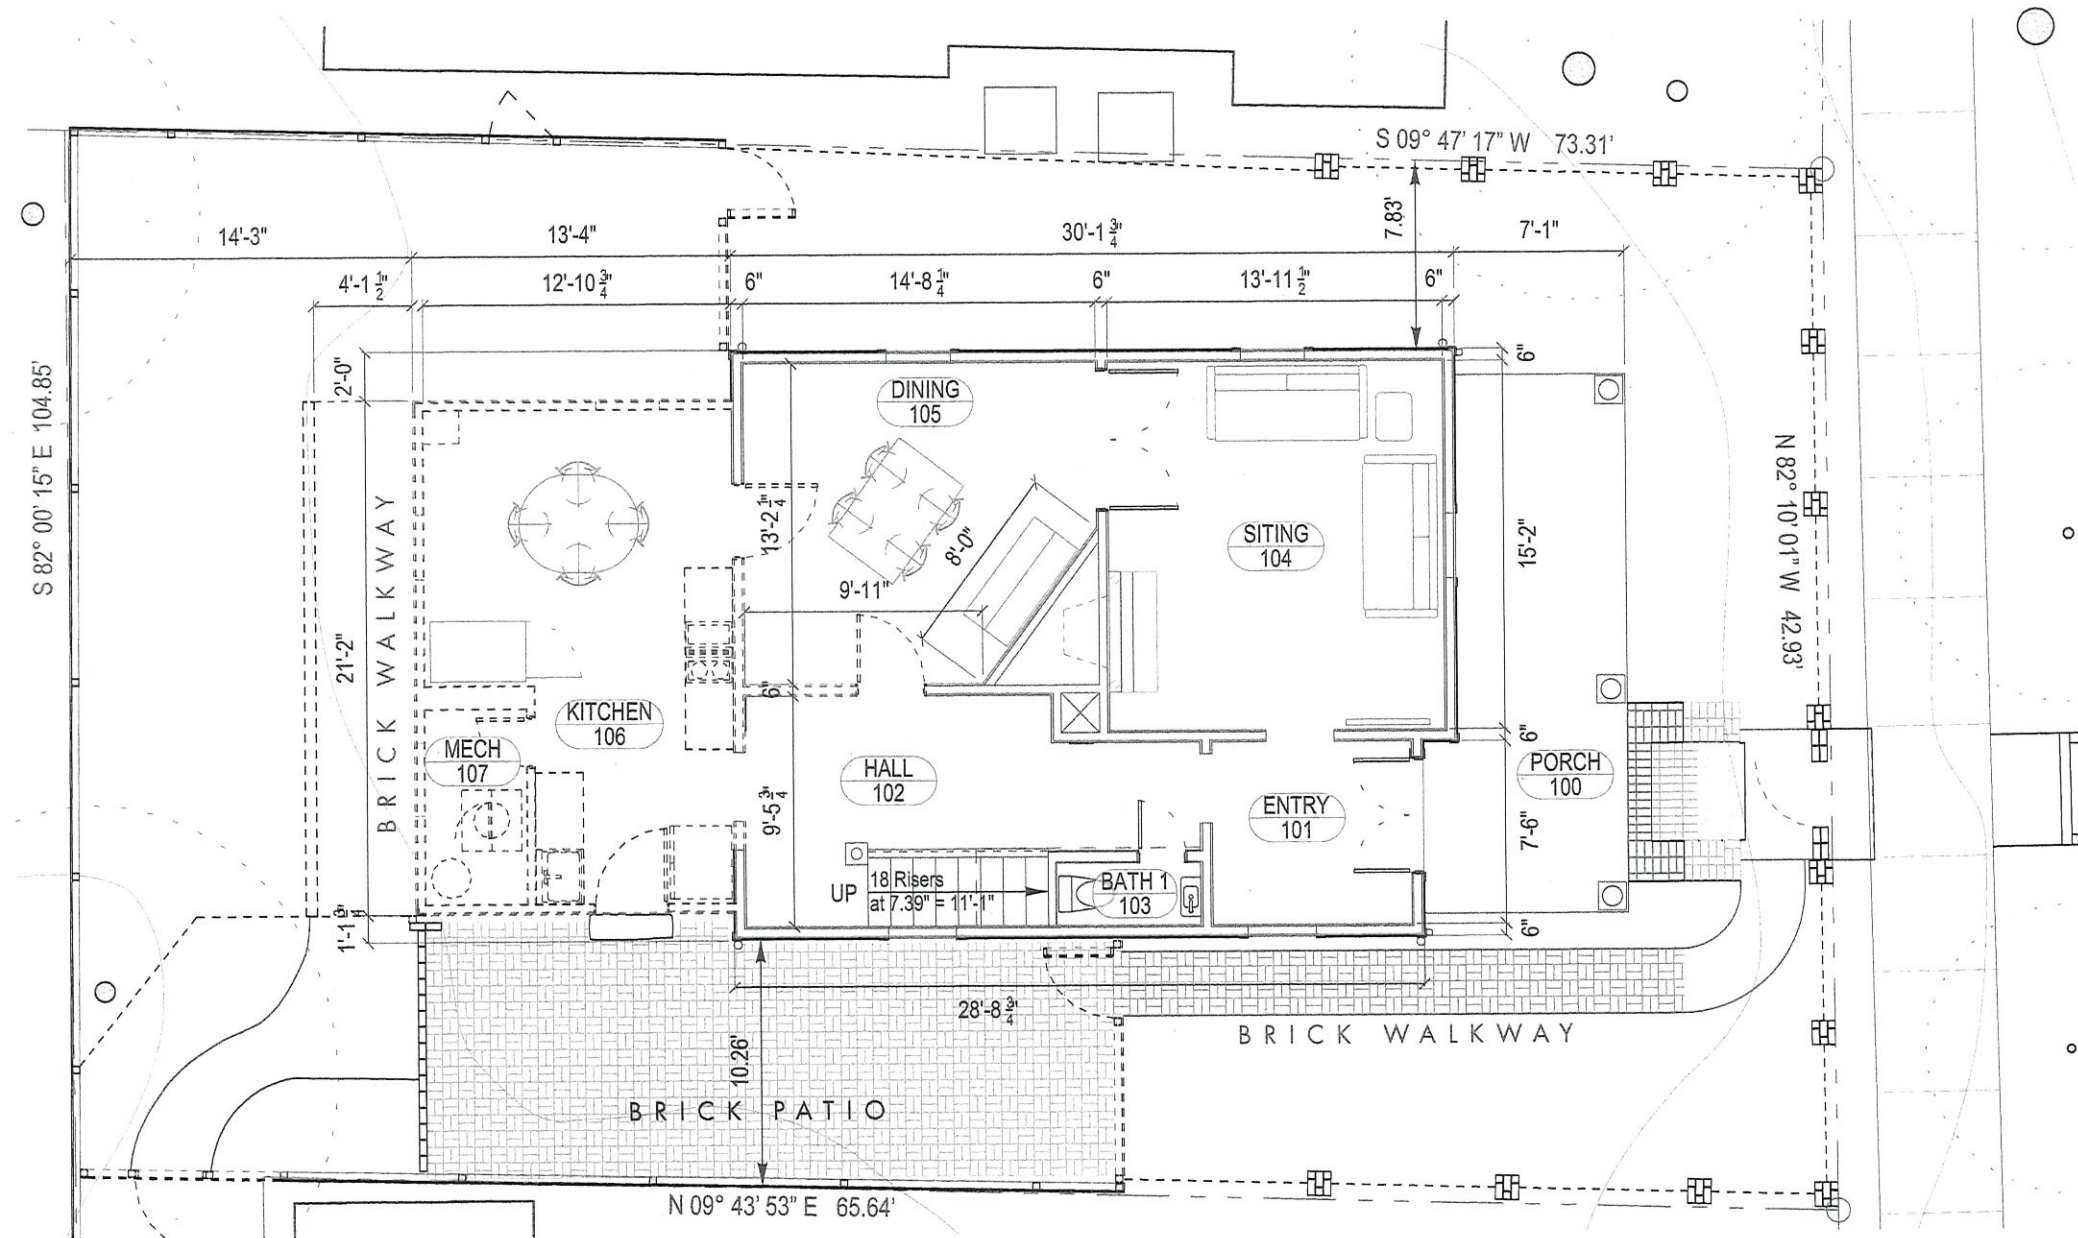 S 09° 47' 17" W 73.31'
7.83'
14'-3"
13'-4"
30'-1 3/4"
7'-1"
4'-1 1/2"
12'-10 3/4"
6"
14'-8 1/4"
6"
13'-11 1/2"
6"
S 82° 00' 15" E 104.85'
2'-0"
6"
DINING
105
BRICK WALKWAY
13'-2 1/4"
8'-0"
SITING
104
15'-2"
N 82° 10' 01" W 42.93'
9'-11"
21'-2"
6"
KITCHEN
106
MECH
107
6"
HALL
102
PORCH
100
9'-5 3/4"
ENTRY
101
7'-6"
UP
18 Risers
at 7.39" = 11'-1"
BATH 1
103
1'-1 3/4"
6"
28'-8 3/4"
BRICK WALKWAY
10.26'
BRICK PATIO
N 09° 43' 53" E 65.64'